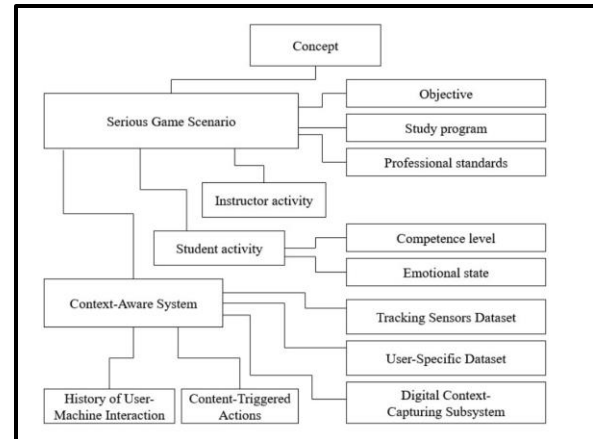 Concept
Objective
Serious Game Scenario
Study program
Professional standards
Instructor activity
Student activity
Competence level
Emotional state
Context-Aware System
Tracking Sensors Dataset
User-Specific Dataset
History of User-
Machine Interaction
Content-Triggered
Actions
Digital Context-
Capturing Subsystem